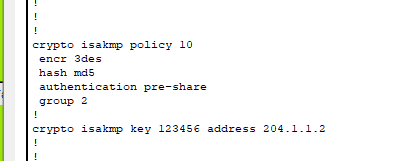 !
!
!
crypto isakmp policy 10
 encr 3des
 hash md5
 authentication pre-share
 group 2
!
crypto isakmp key 123456 address 204.1.1.2
!
!